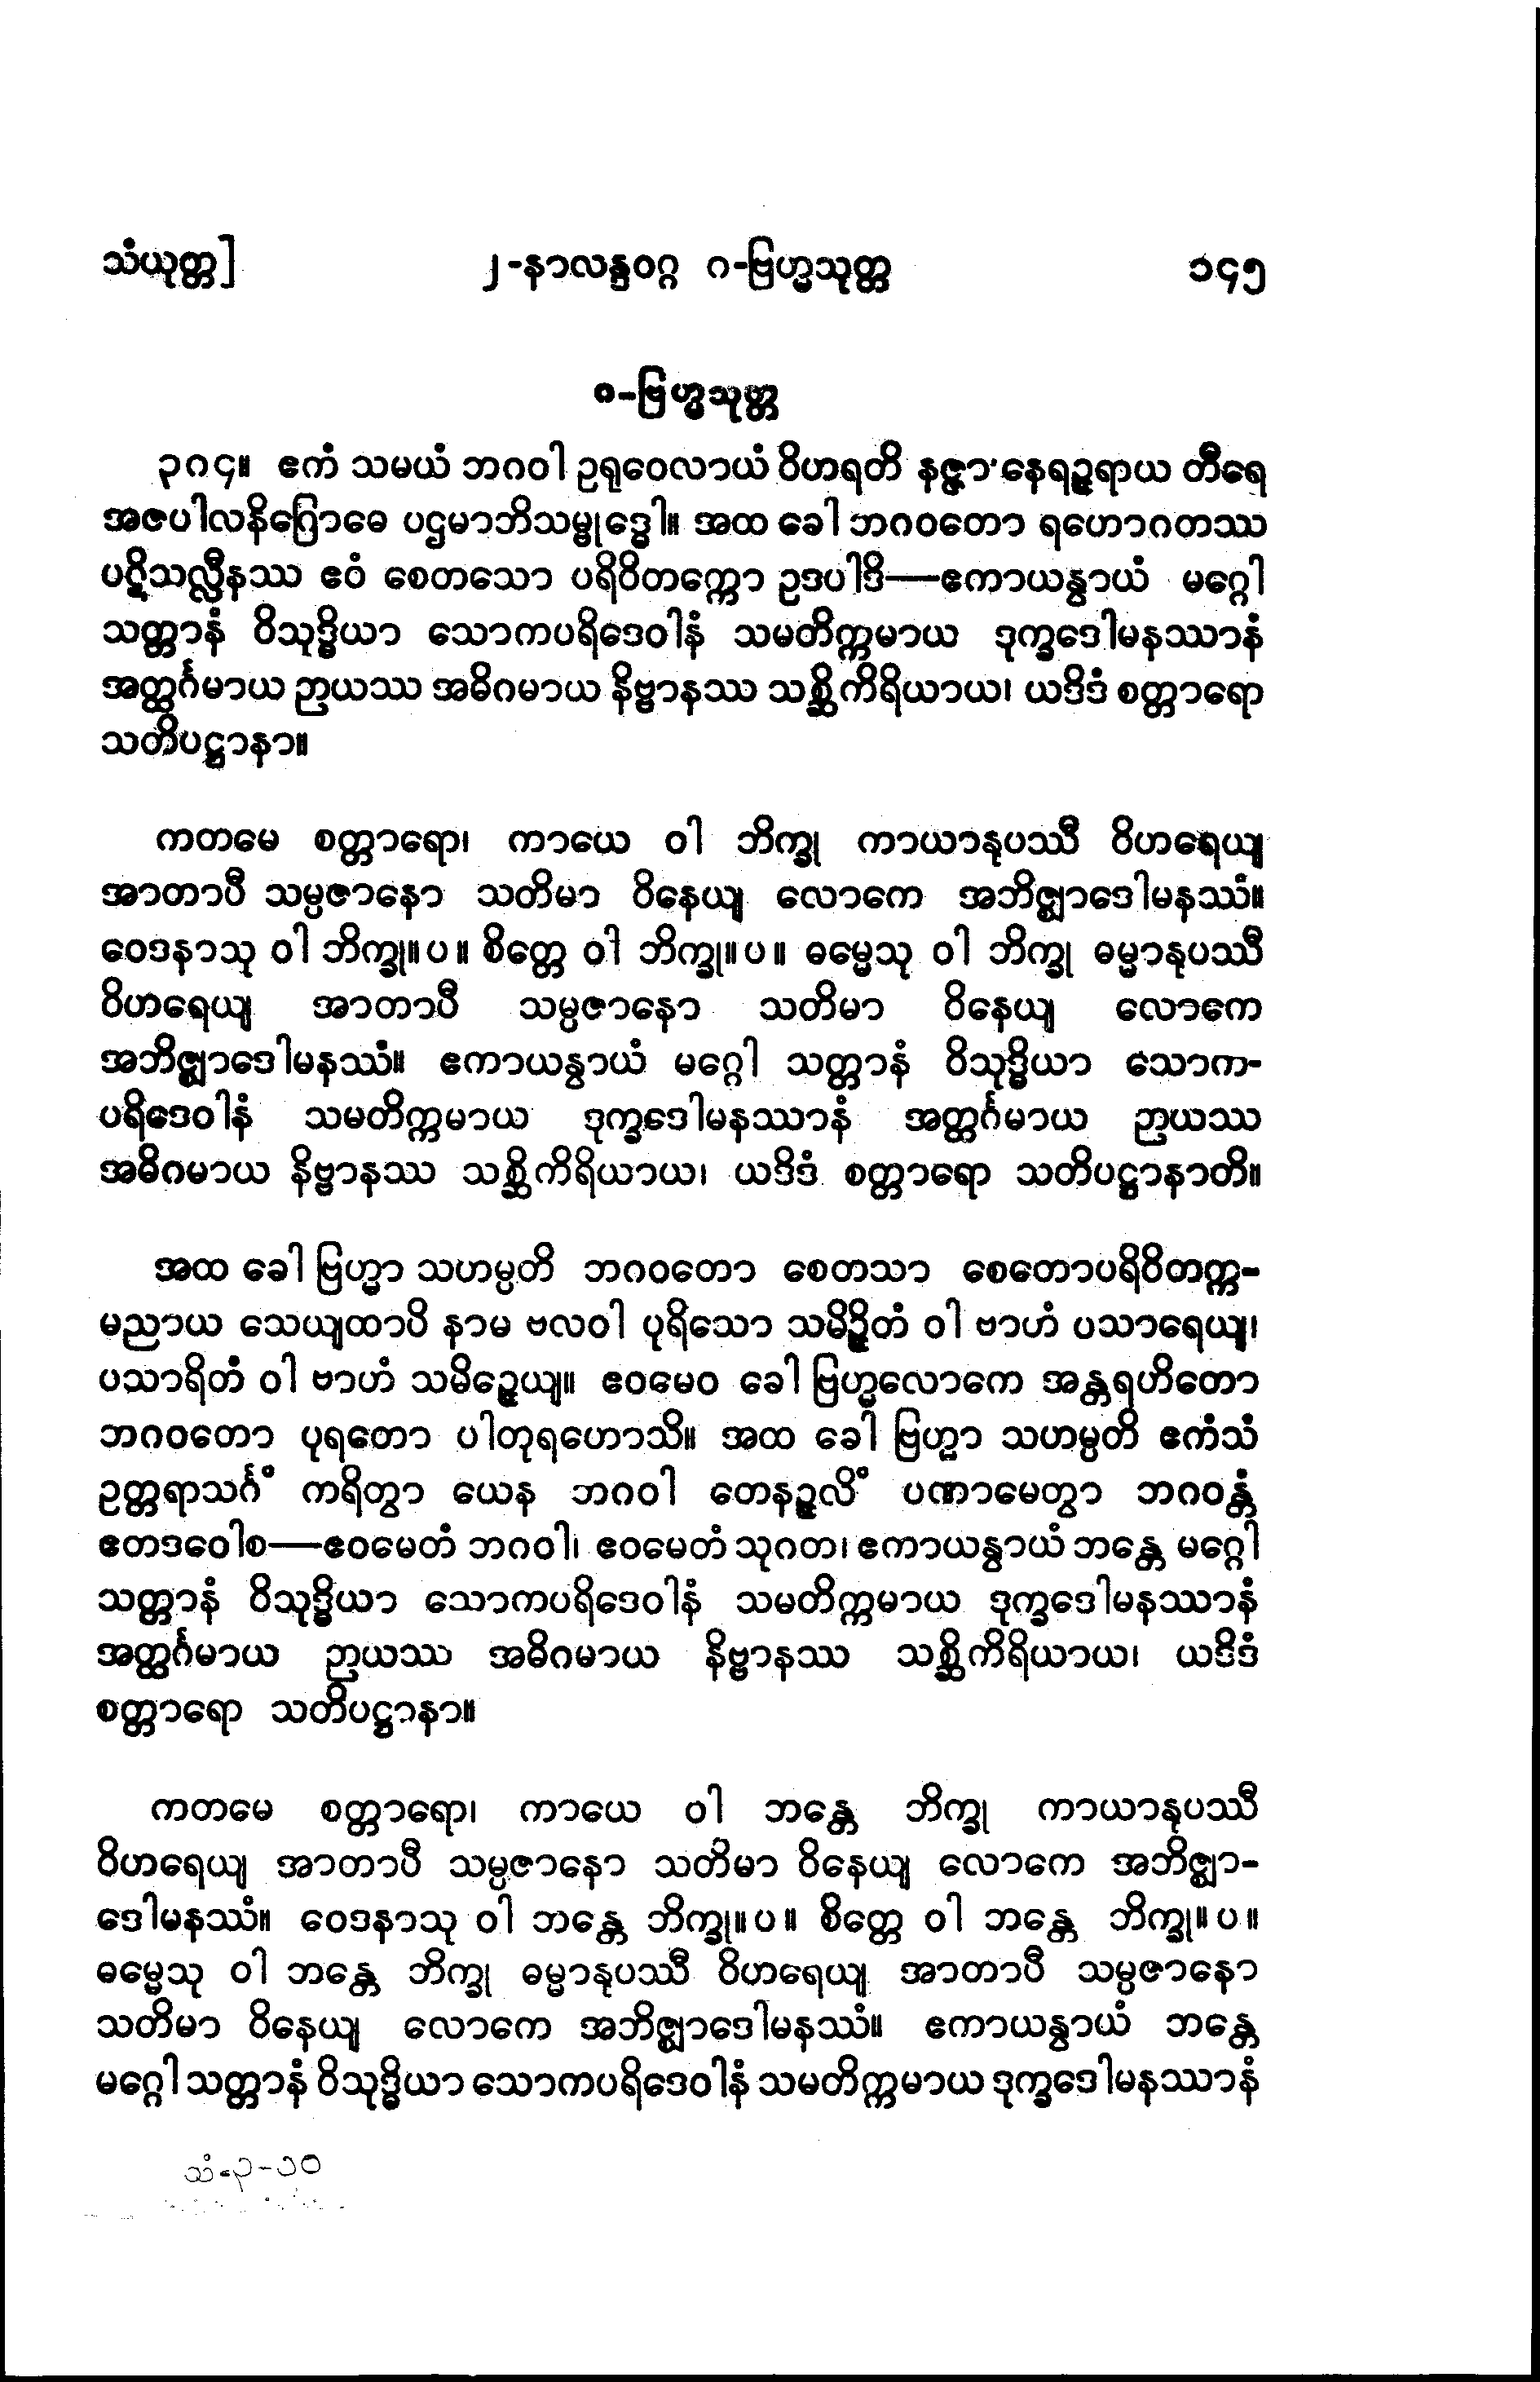 သံယုတ္တ]
၂-နာလန္ဒဝဂ္ဂ ဂ-ဗြဟ္မသုတ္တ
၁၄၅
၈-ဗြဟ္မသုတ္တ
၃ဂ၄။ ဧကံ သမယံ ဘဂဝါ ဥရုဝေလာယံ ဝိဟရတိ နဇ္ဇာ နေရဉ္ဇရာယ တီရေ
အဇပါလနိဂြောဓေ ပဌမာဘိသမ္ဗုဒ္ဓေါ။ အထ ခေါ ဘဂဝတော ရဟောဂတဿ
ပဋိသလ္လီနဿ ဧဝံ စေတသော ပရိဝိတက္ကော ဥဒပါဒိ—ဧကာယနွာယံ မဂ္ဂေါ
သတ္တာနံ ဝိသုဒ္ဓိယာ သောကပရိဒေဝါနံ သမတိက္ကမာယ ဒုက္ခဒေါမနဿာနံ
အတ္ထင်္ဂမာယ ဉာယဿ အဓိဂမာယ နိဗ္ဗာနဿ သစ္ဆိကိရိယာယ၊ ယဒိဒံ စတ္တာရော
သတိပဋ္ဌာနာ။
ကတမေ စတ္တာရော၊ ကာယေ ဝါ ဘိက္ခု ကာယာနုပဿီ ဝိဟရေယျ
အာတာပီ သမ္ပဇာနော သတိမာ ဝိနေယျ လောကေ အဘိဇ္ဈာဒေါမနဿံ။
ဝေဒနာသု ဝါ ဘိက္ခု။ပ။ စိတ္တေ ဝါ ဘိက္ခု။ပ။ ဓမ္မေသု ဝါ ဘိက္ခု ဓမ္မာနုပဿီ
ဝိဟရေယျ အာတာပီ သမ္ပဇာနော သတိမာ ဝိနေယျ လောကေ
အဘိဇ္ဈာဒေါမနဿံ။ ဧကာယနွာယံ မဂ္ဂေါ သတ္တာနံ ဝိသုဒ္ဓိယာ သောက-
ပရိဒေဝါနံ သမတိက္ကမာယ ဒုက္ခဒေါမနဿာနံ အတ္ထင်္ဂမာယ ဉာယဿ
အဓိဂမာယ နိဗ္ဗာနဿ သစ္ဆိကိရိယာယ၊ ယဒိဒံ စတ္တာရော သတိပဋ္ဌာနာတိ။
အထ ခေါ ဗြဟ္မာ သဟမ္ပတိ ဘဂဝတော စေတသာ စေတောပရိဝိတက္က-
မညာယ သေယျထာပိ နာမ ဗလဝါ ပုရိသော သမိဉ္ဇိတံ ဝါ ဗာဟံ ပသာရေယျ၊
ပသာရိတံ ဝါ ဗာဟံ သမိဉ္ဇေယျ။ ဧဝမေဝ ခေါ ဗြဟ္မလောကေ အန္တရဟိတော
ဘဂဝတော ပုရတော ပါတုရဟောသိ။ အထ ခေါ ဗြဟ္မာ သဟမ္ပတိ ဧကံသံ
ဥတ္တရာသင်္ဂံ ကရိတွာ ယေန ဘဂဝါ တေနဉ္ဇလိံ ပဏာမေတွာ ဘဂဝန္တံ
ဧတဒဝေါစ—ဧဝမေတံ ဘဂဝါ၊ ဧဝမေတံ သုဂတ၊ ဧကာယနွာယံ ဘန္တေ မဂ္ဂေါ
သတ္တာနံ ဝိသုဒ္ဓိယာ သောကပရိဒေဝါနံ သမတိက္ကမာယ ဒုက္ခဒေါမနဿာနံ
အတ္ထင်္ဂမာယ ဉာယဿ အဓိဂမာယ နိဗ္ဗာနဿ သစ္ဆိကိရိယာယ၊ ယဒိဒံ
စတ္တာရော သတိပဋ္ဌာနာ။
ကတမေ စတ္တာရော၊ ကာယေ ဝါ ဘန္တေ ဘိက္ခု ကာယာနုပဿီ
ဝိဟရေယျ အာတာပီ သမ္ပဇာနော သတိမာ ဝိနေယျ လောကေ အဘိဇ္ဈာ-
ဒေါမနဿံ။ ဝေဒနာသု ဝါ ဘန္တေ ဘိက္ခု။ပ။ စိတ္တေ ဝါ ဘန္တေ ဘိက္ခု။ပ။
ဓမ္မေသု ဝါ ဘန္တေ ဘိက္ခု ဓမ္မာနုပဿီ ဝိဟရေယျ အာတာပီ သမ္ပဇာနော
သတိမာ ဝိနေယျ လောကေ အဘိဇ္ဈာဒေါမနဿံ။ ဧကာယနွာယံ ဘန္တေ
မဂ္ဂေါ သတ္တာနံ ဝိသုဒ္ဓိယာ သောကပရိဒေဝါနံ သမတိက္ကမာယ ဒုက္ခဒေါမနဿာနံ
သံ-၃-၁၀